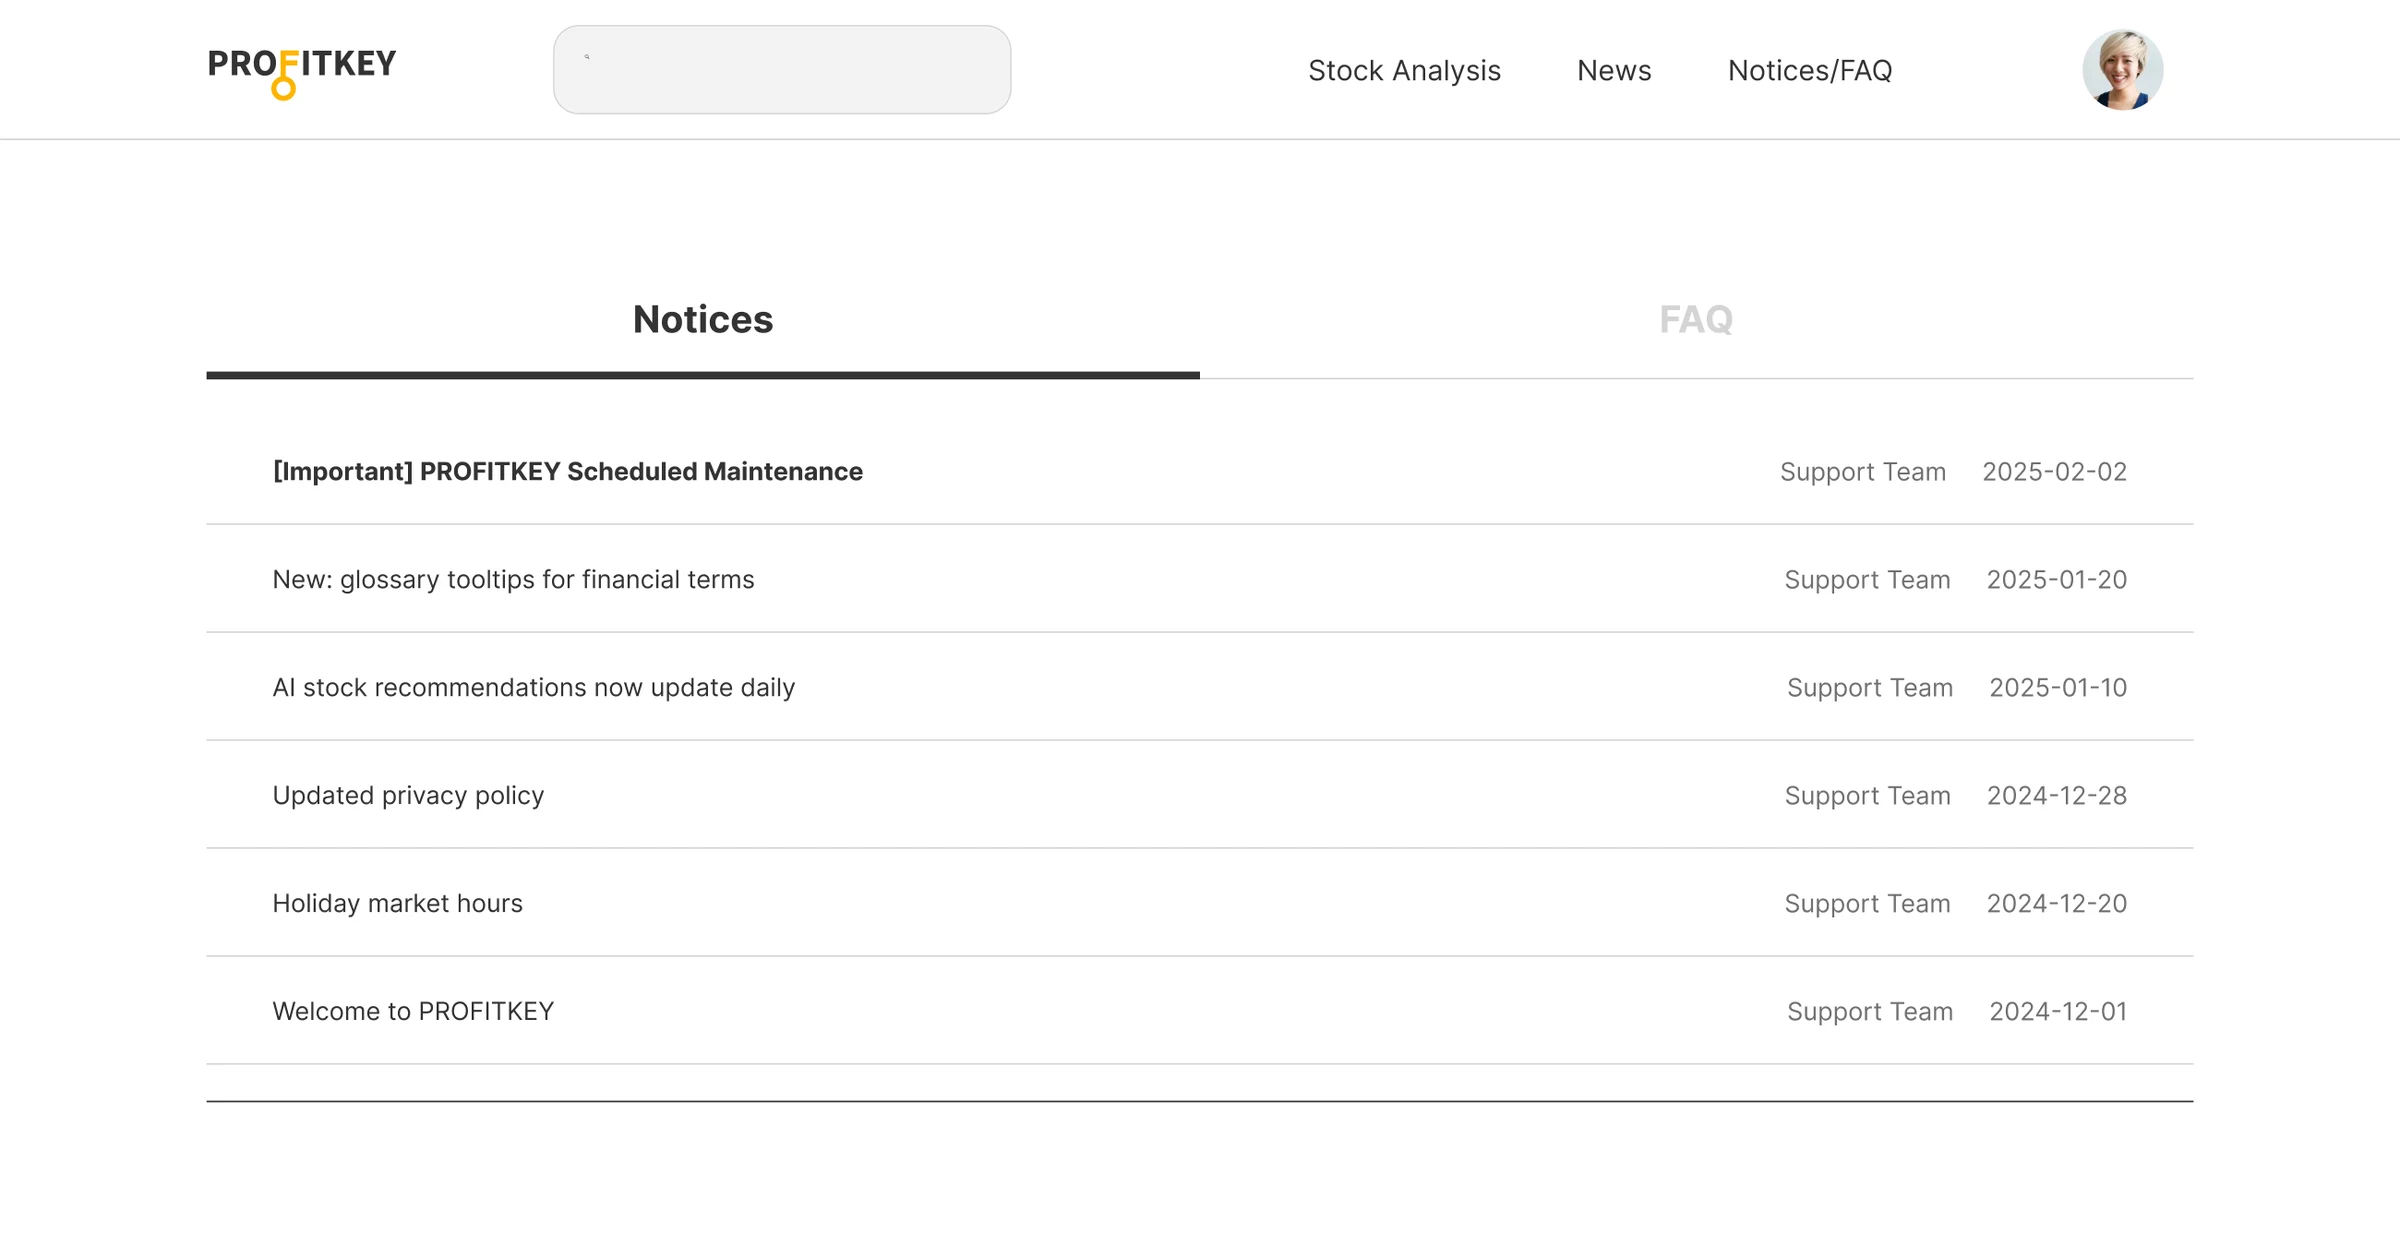 PROFITKEY
Stock Analysis News Notices/FAQ
Notices FAQ
[Important] PROFITKEY Scheduled Maintenance Support Team 2025-02-02
New: glossary tooltips for financial terms Support Team 2025-01-20
AI stock recommendations now update daily Support Team 2025-01-10
Updated privacy policy Support Team 2024-12-28
Holiday market hours Support Team 2024-12-20
Welcome to PROFITKEY Support Team 2024-12-01